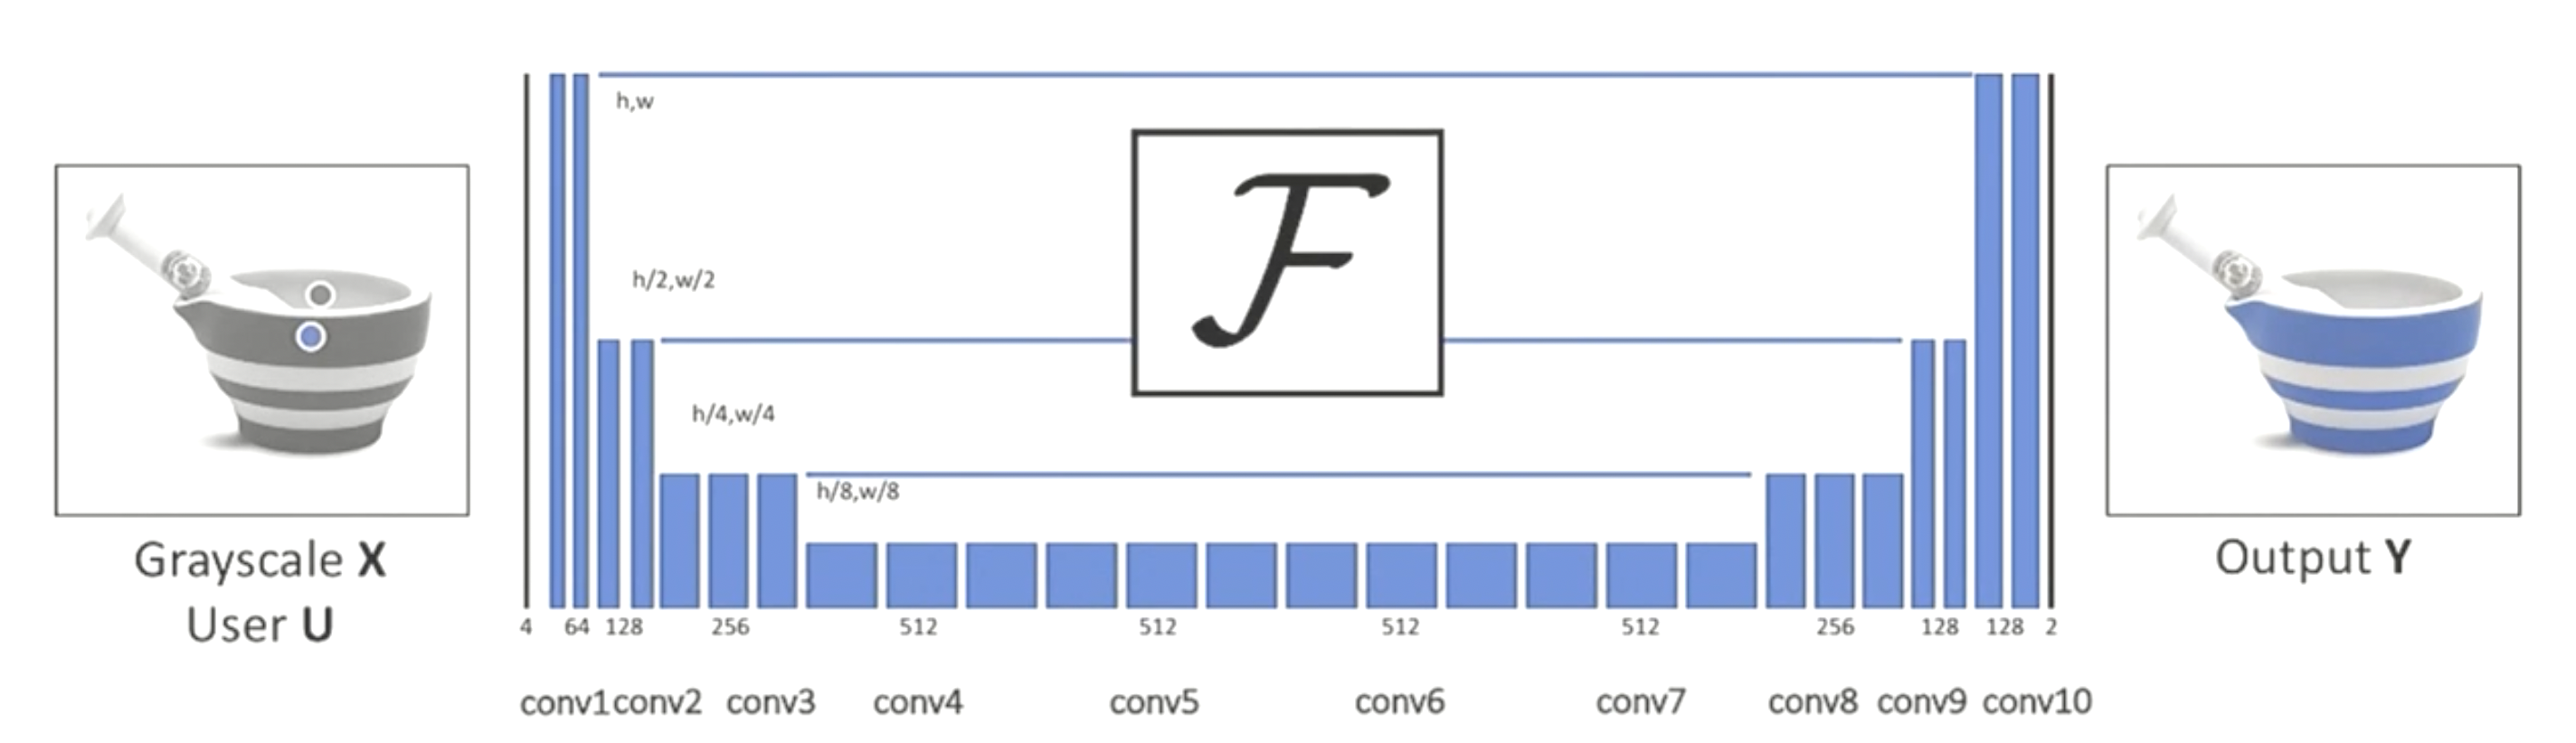 h,w
h/2,w/2
F
h/4,w/4
h/8,w/8
4 64 128 256 512 512 512 512 256 128 128 2
conv1 conv2 conv3 conv4 conv5 conv6 conv7 conv8 conv9 conv10
Grayscale X
User U
Output Y